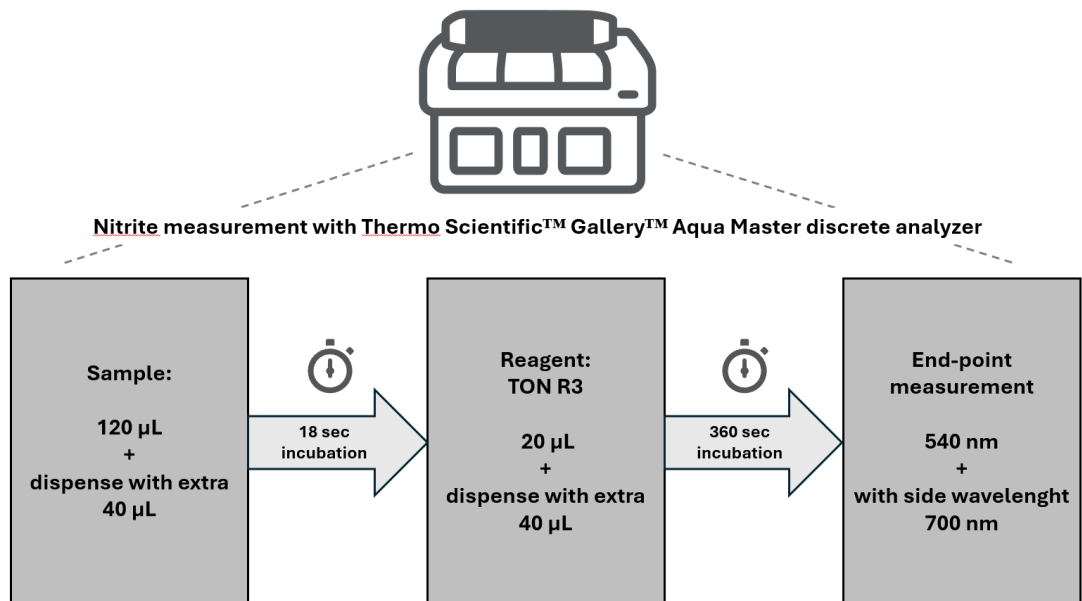 Nitrite measurement with Thermo Scientific™ Gallery™ Aqua Master discrete analyzer
Sample:
120 µL
+
dispense with extra
40 µL
18 sec
incubation
Reagent:
TON R3
20 µL
+
dispense with extra
40 µL
360 sec
incubation
End-point
measurement
540 nm
+
with side wavelenght
700 nm